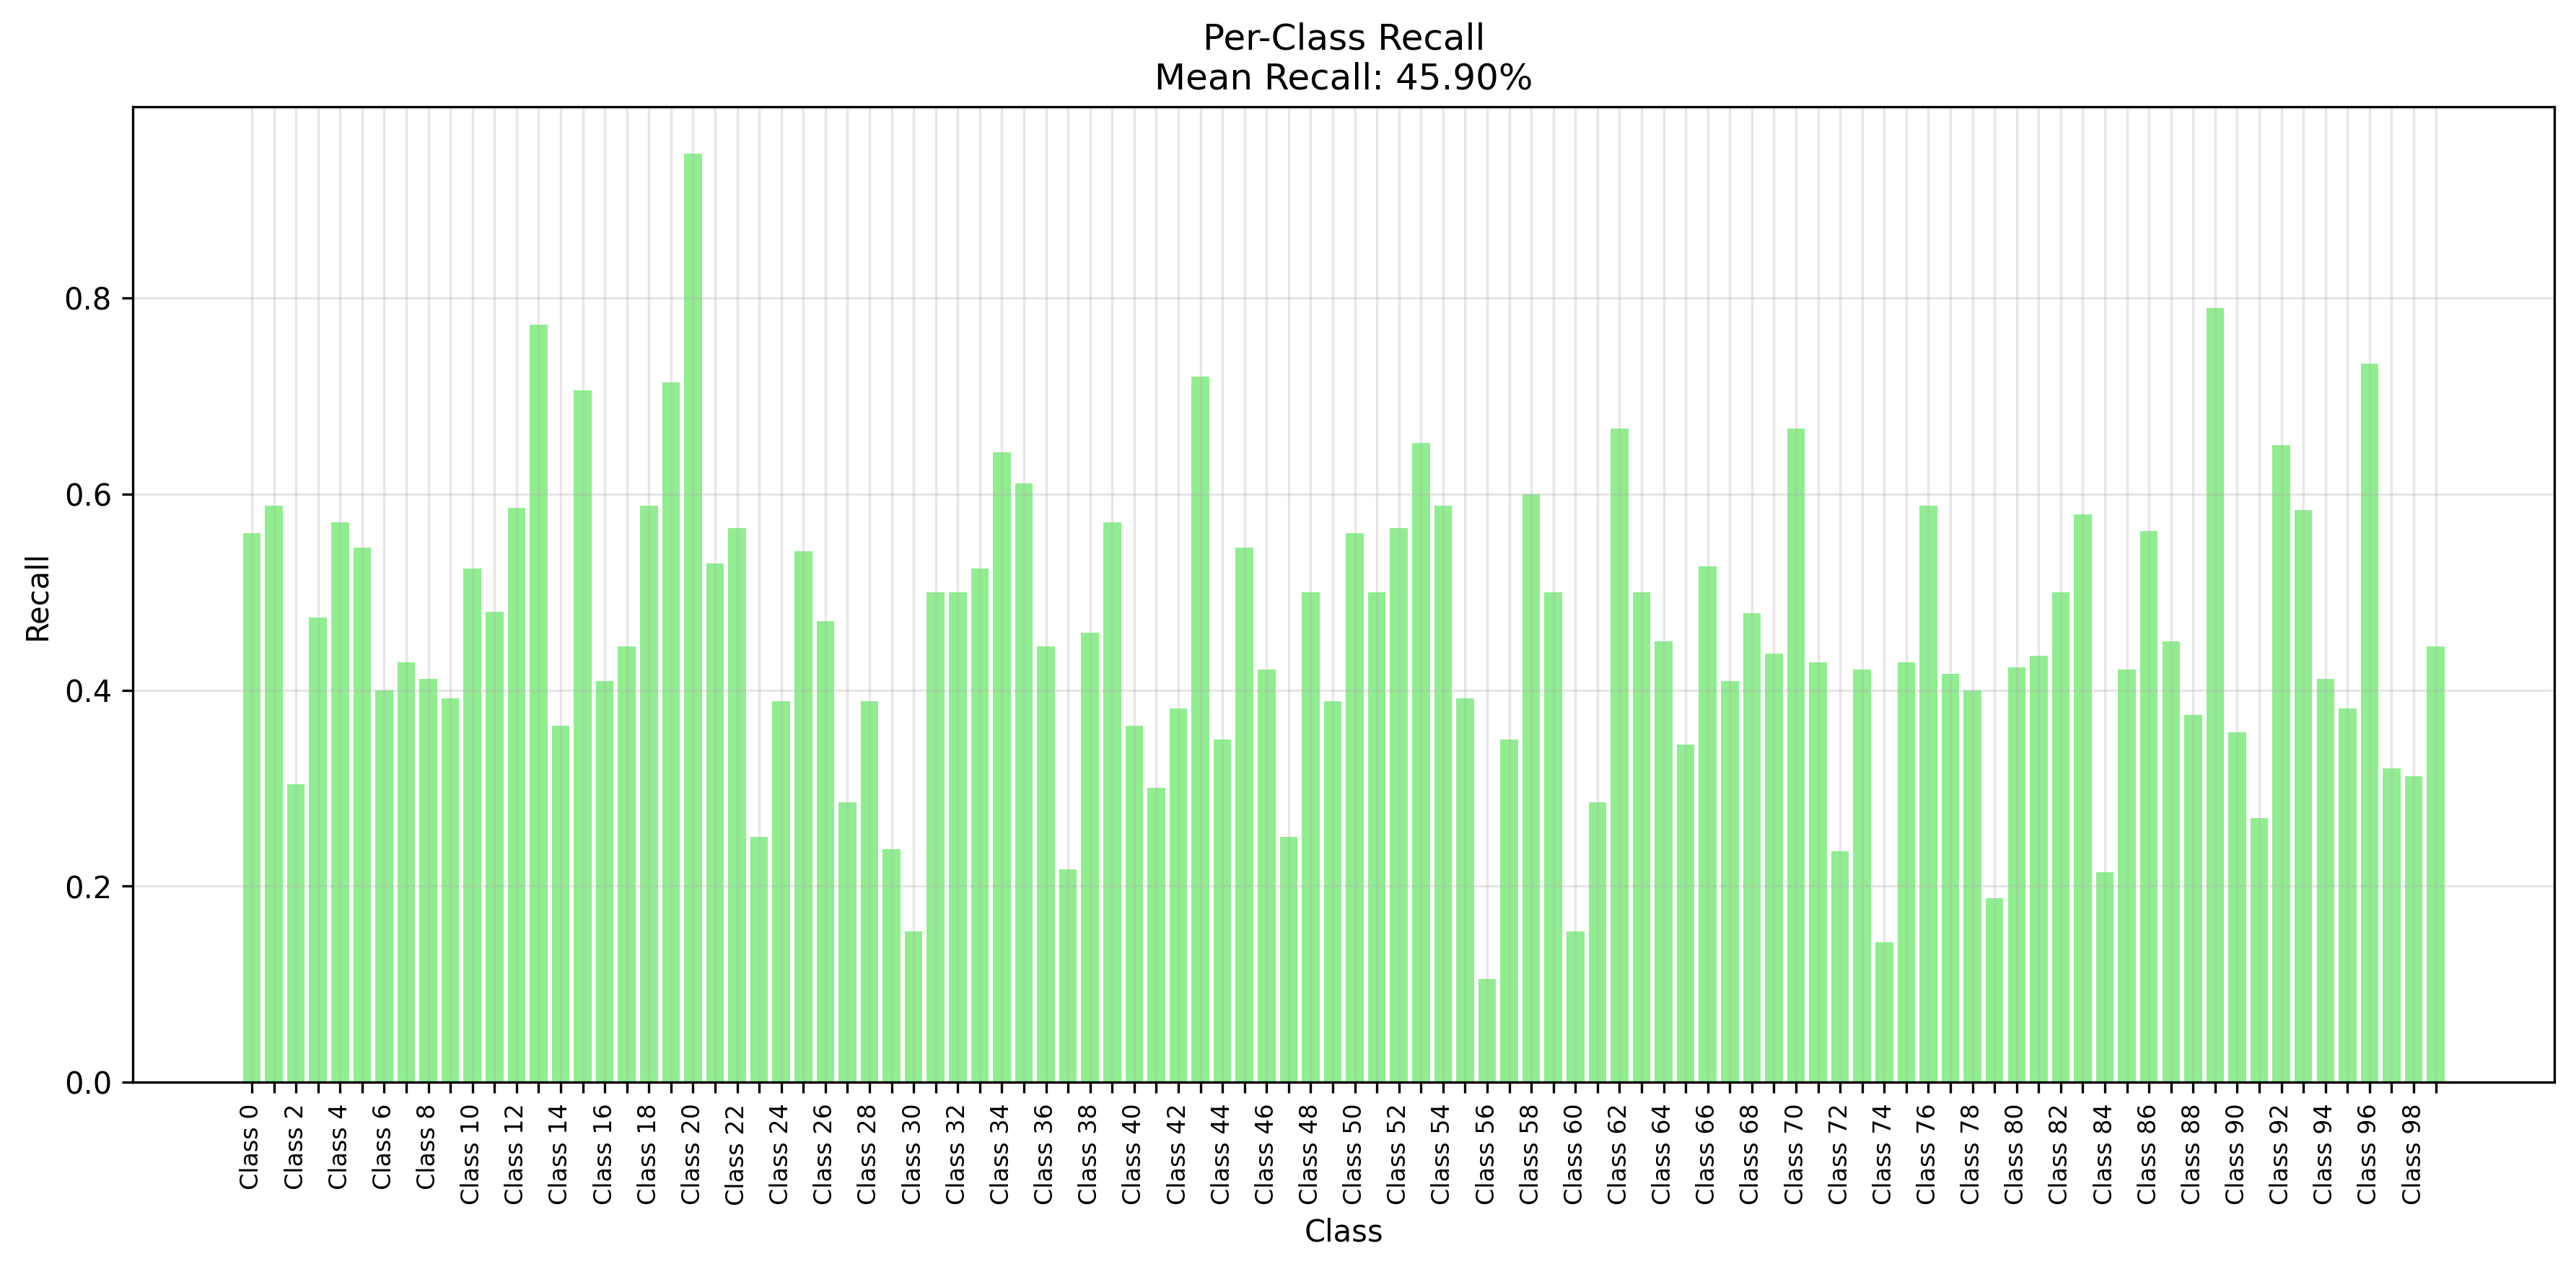 Per-Class Recall
Mean Recall: 45.90%
Recall
0.8
0.6
0.4
0.2
0.0
Class 0
Class 2
Class 4
Class 6
Class 8
Class 10
Class 12
Class 14
Class 16
Class 18
Class 20
Class 22
Class 24
Class 26
Class 28
Class 30
Class 32
Class 34
Class 36
Class 38
Class 40
Class 42
Class 44
Class 46
Class 48
Class 50
Class 52
Class 54
Class 56
Class 58
Class 60
Class 62
Class 64
Class 66
Class 68
Class 70
Class 72
Class 74
Class 76
Class 78
Class 80
Class 82
Class 84
Class 86
Class 88
Class 90
Class 92
Class 94
Class 96
Class 98
Class